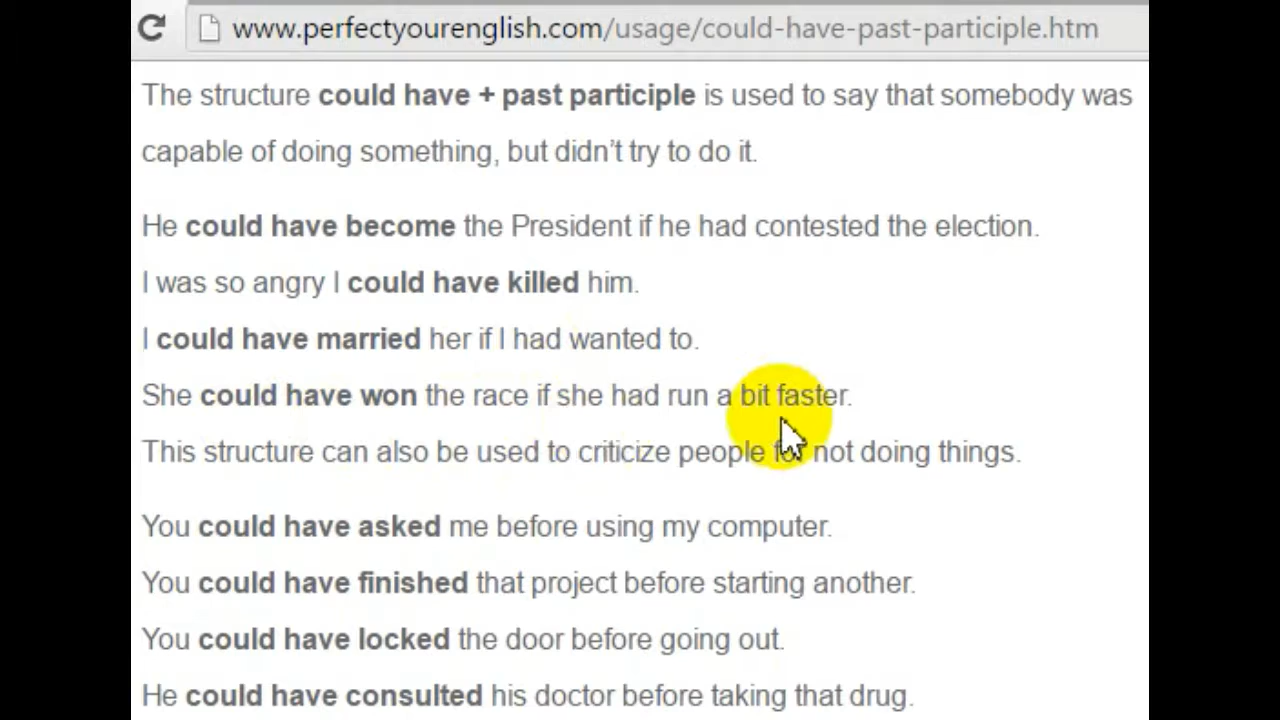 www.perfectyourenglish.com/usage/could-have-past-participle.htm
The structure could have + past participle is used to say that somebody was
capable of doing something, but didn’t try to do it.
He could have become the President if he had contested the election.
I was so angry I could have killed him.
I could have married her if I had wanted to.
She could have won the race if she had run a bit faster.
This structure can also be used to criticize people for not doing things.
You could have asked me before using my computer.
You could have finished that project before starting another.
You could have locked the door before going out.
He could have consulted his doctor before taking that drug.